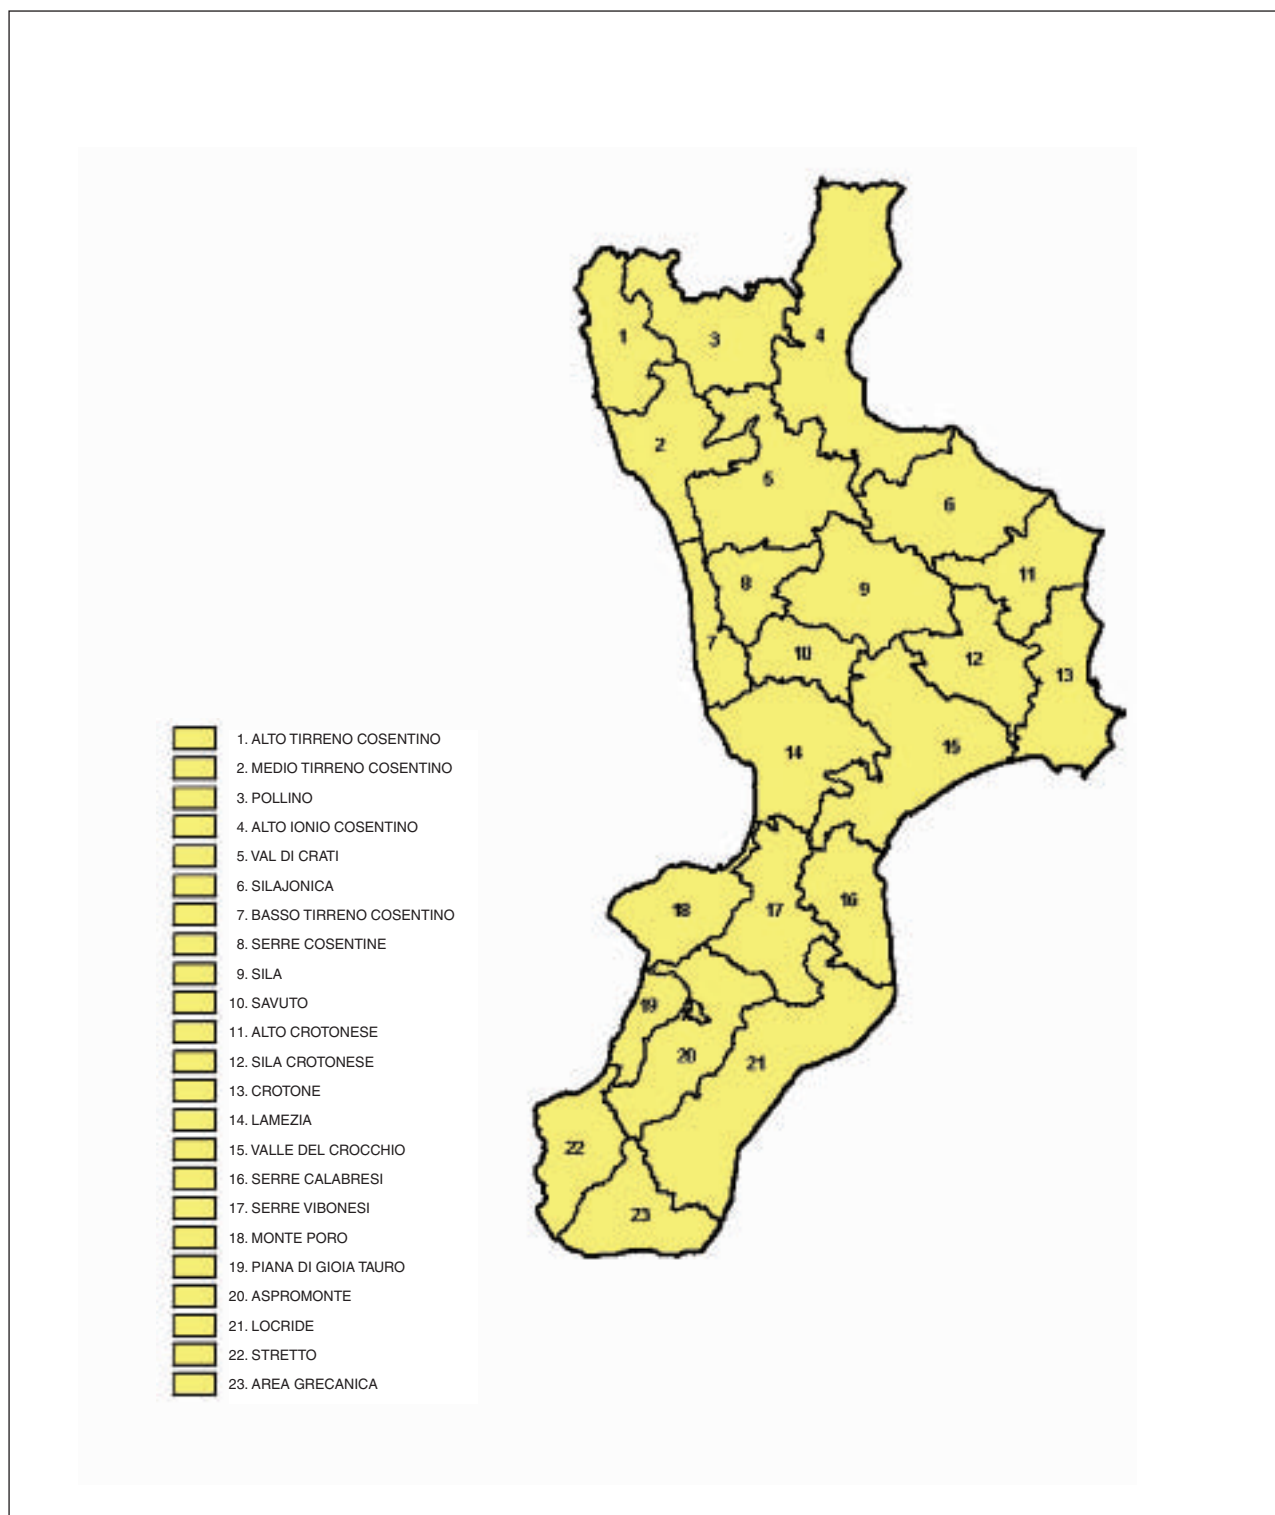 1
3
4
2
5
6
11
8
9
7
10
12
13
14
15
18
17
16
19
20
21
22
23
1. ALTO TIRRENO COSENTINO
2. MEDIO TIRRENO COSENTINO
3. POLLINO
4. ALTO IONIO COSENTINO
5. VAL DI CRATI
6. SILAJONICA
7. BASSO TIRRENO COSENTINO
8. SERRE COSENTINE
9. SILA
10. SAVUTO
11. ALTO CROTONESE
12. SILA CROTONESE
13. CROTONE
14. LAMEZIA
15. VALLE DEL CROCCHIO
16. SERRE CALABRESI
17. SERRE VIBONESI
18. MONTE PORO
19. PIANA DI GIOIA TAURO
20. ASPROMONTE
21. LOCRIDE
22. STRETTO
23. AREA GRECANICA